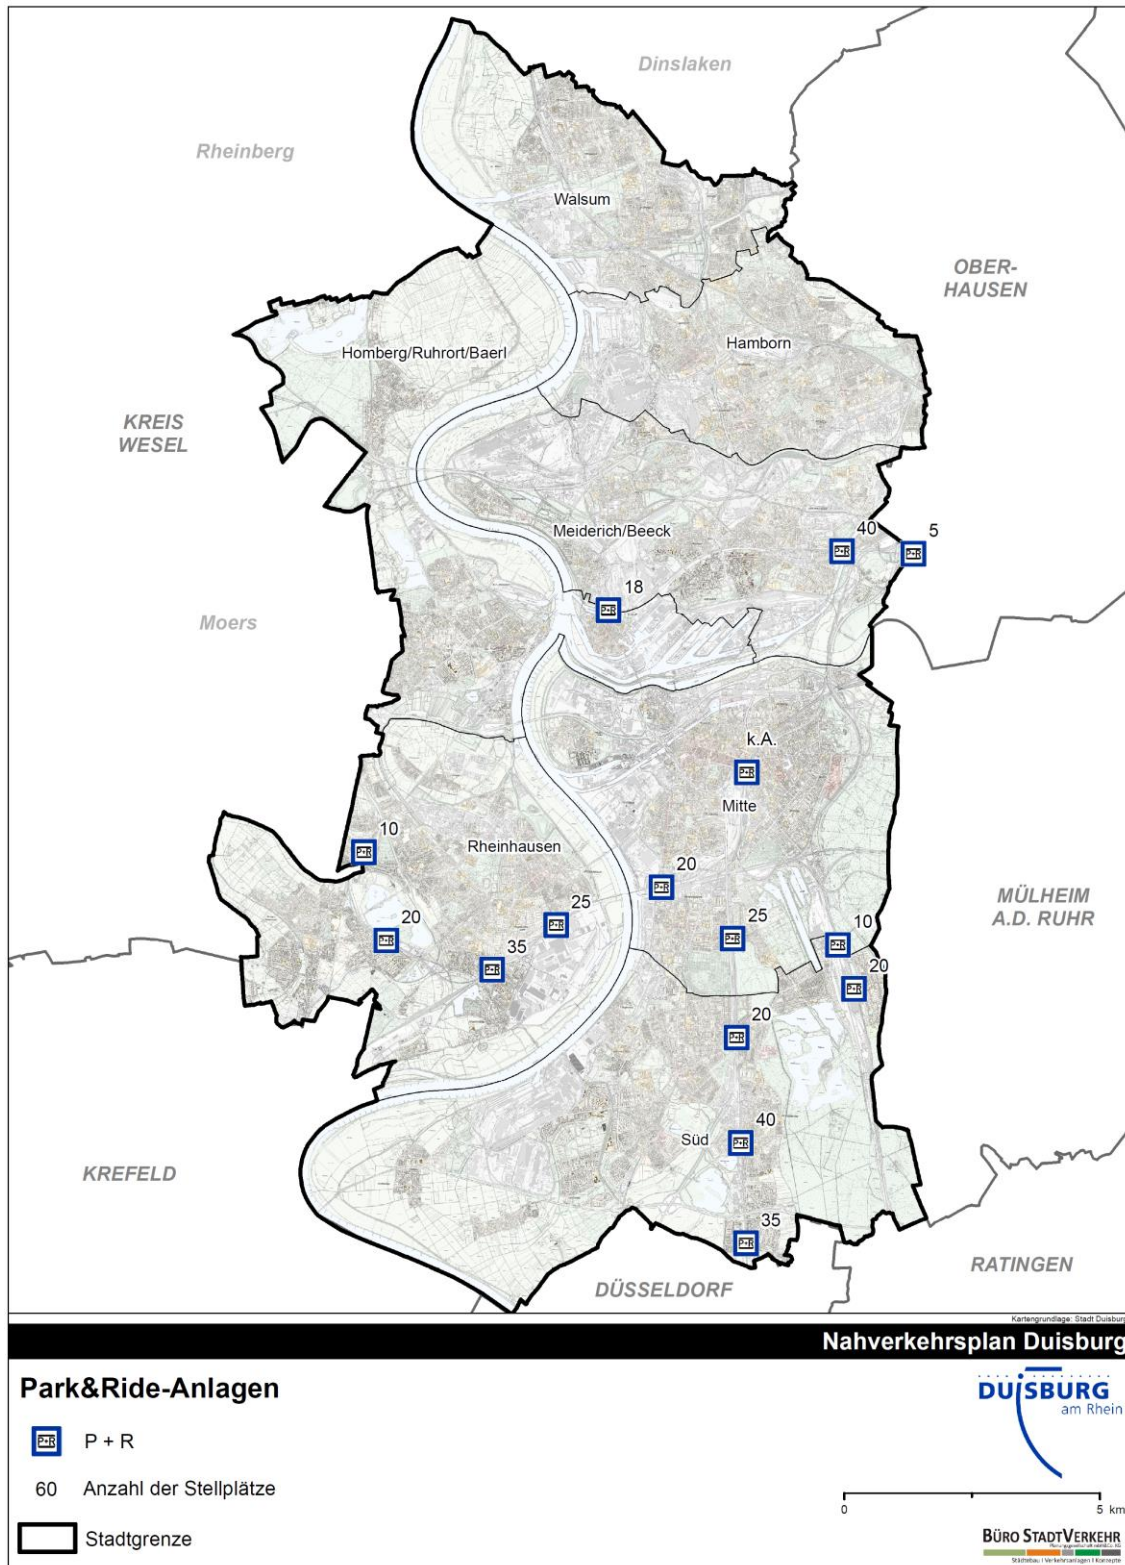 Dinslaken
Rheinberg
Walsum
OBER-
HAUSEN
Hamborn
Homberg/Ruhrort/Baerl
KREIS
WESEL
Meiderich/Beeck
40
P+R
5
P+R
18
P+R
Moers
k.A.
P+R
Mitte
10
P+R
Rheinhausen
20
P+R
MÜLHEIM
A.D. RUHR
25
P+R
20
P+R
35
P+R
25
P+R
10
P+R
20
P+R
20
P+R
40
P+R
Süd
KREFELD
35
P+R
RATINGEN
DÜSSELDORF
Kartengrundlage: Stadt Duisburg
Nahverkehrsplan Duisburg
Park&Ride-Anlagen
P+R
P + R
60 Anzahl der Stellplätze
Stadtgrenze
DUISBURG
am Rhein
0 5 km
BÜRO STADTVERKEHR
Städtebau I Verkehrsanlagen I Konzepte